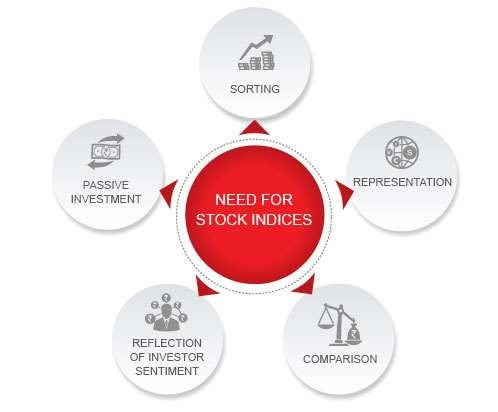 SORTING
PASSIVE
INVESTMENT
REPRESENTATION
NEED FOR
STOCK INDICES
REFLECTION
OF INVESTOR
SENTIMENT
COMPARISON